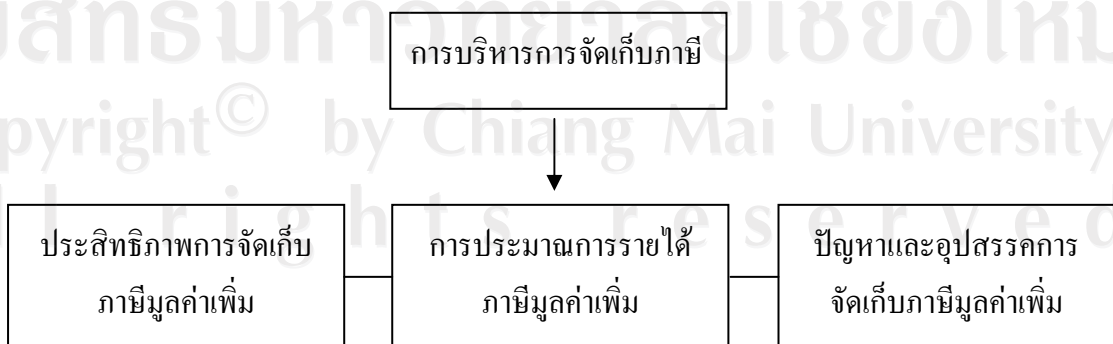 การบริหารการจัดเก็บภาษี
pyright© by Chiang Mai University
l rights reserved
ประสิทธิภาพการจัดเก็บ
ภาษีมูลค่าเพิ่ม
การประมาณการรายได้
ภาษีมูลค่าเพิ่ม
ปัญหาและอุปสรรคการ
จัดเก็บภาษีมูลค่าเพิ่ม